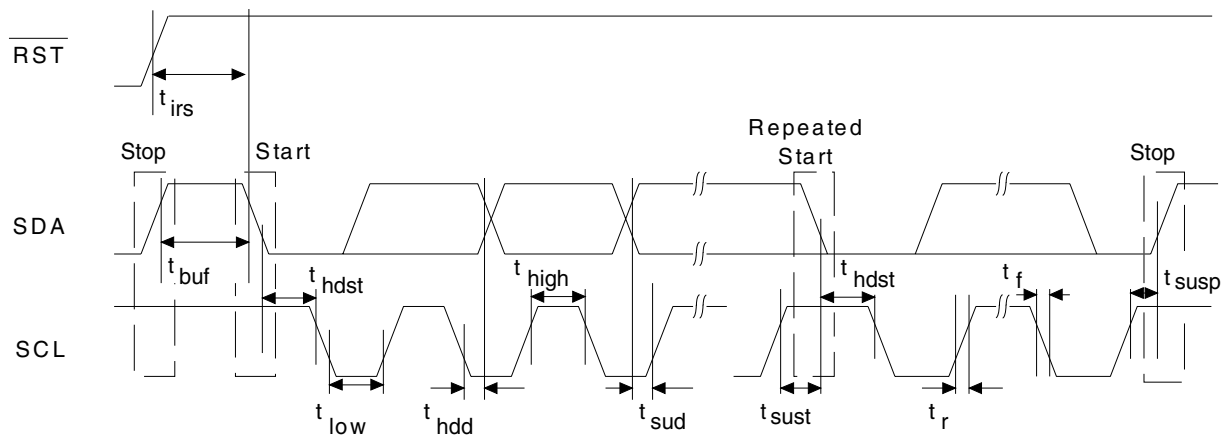 RST
t irs
Repeated
Stop
Start
Start
Stop
SDA
t buf
t hdst
t high
t hdst
t f
t susp
SCL
t low
t hdd
t sud
t sust
t r